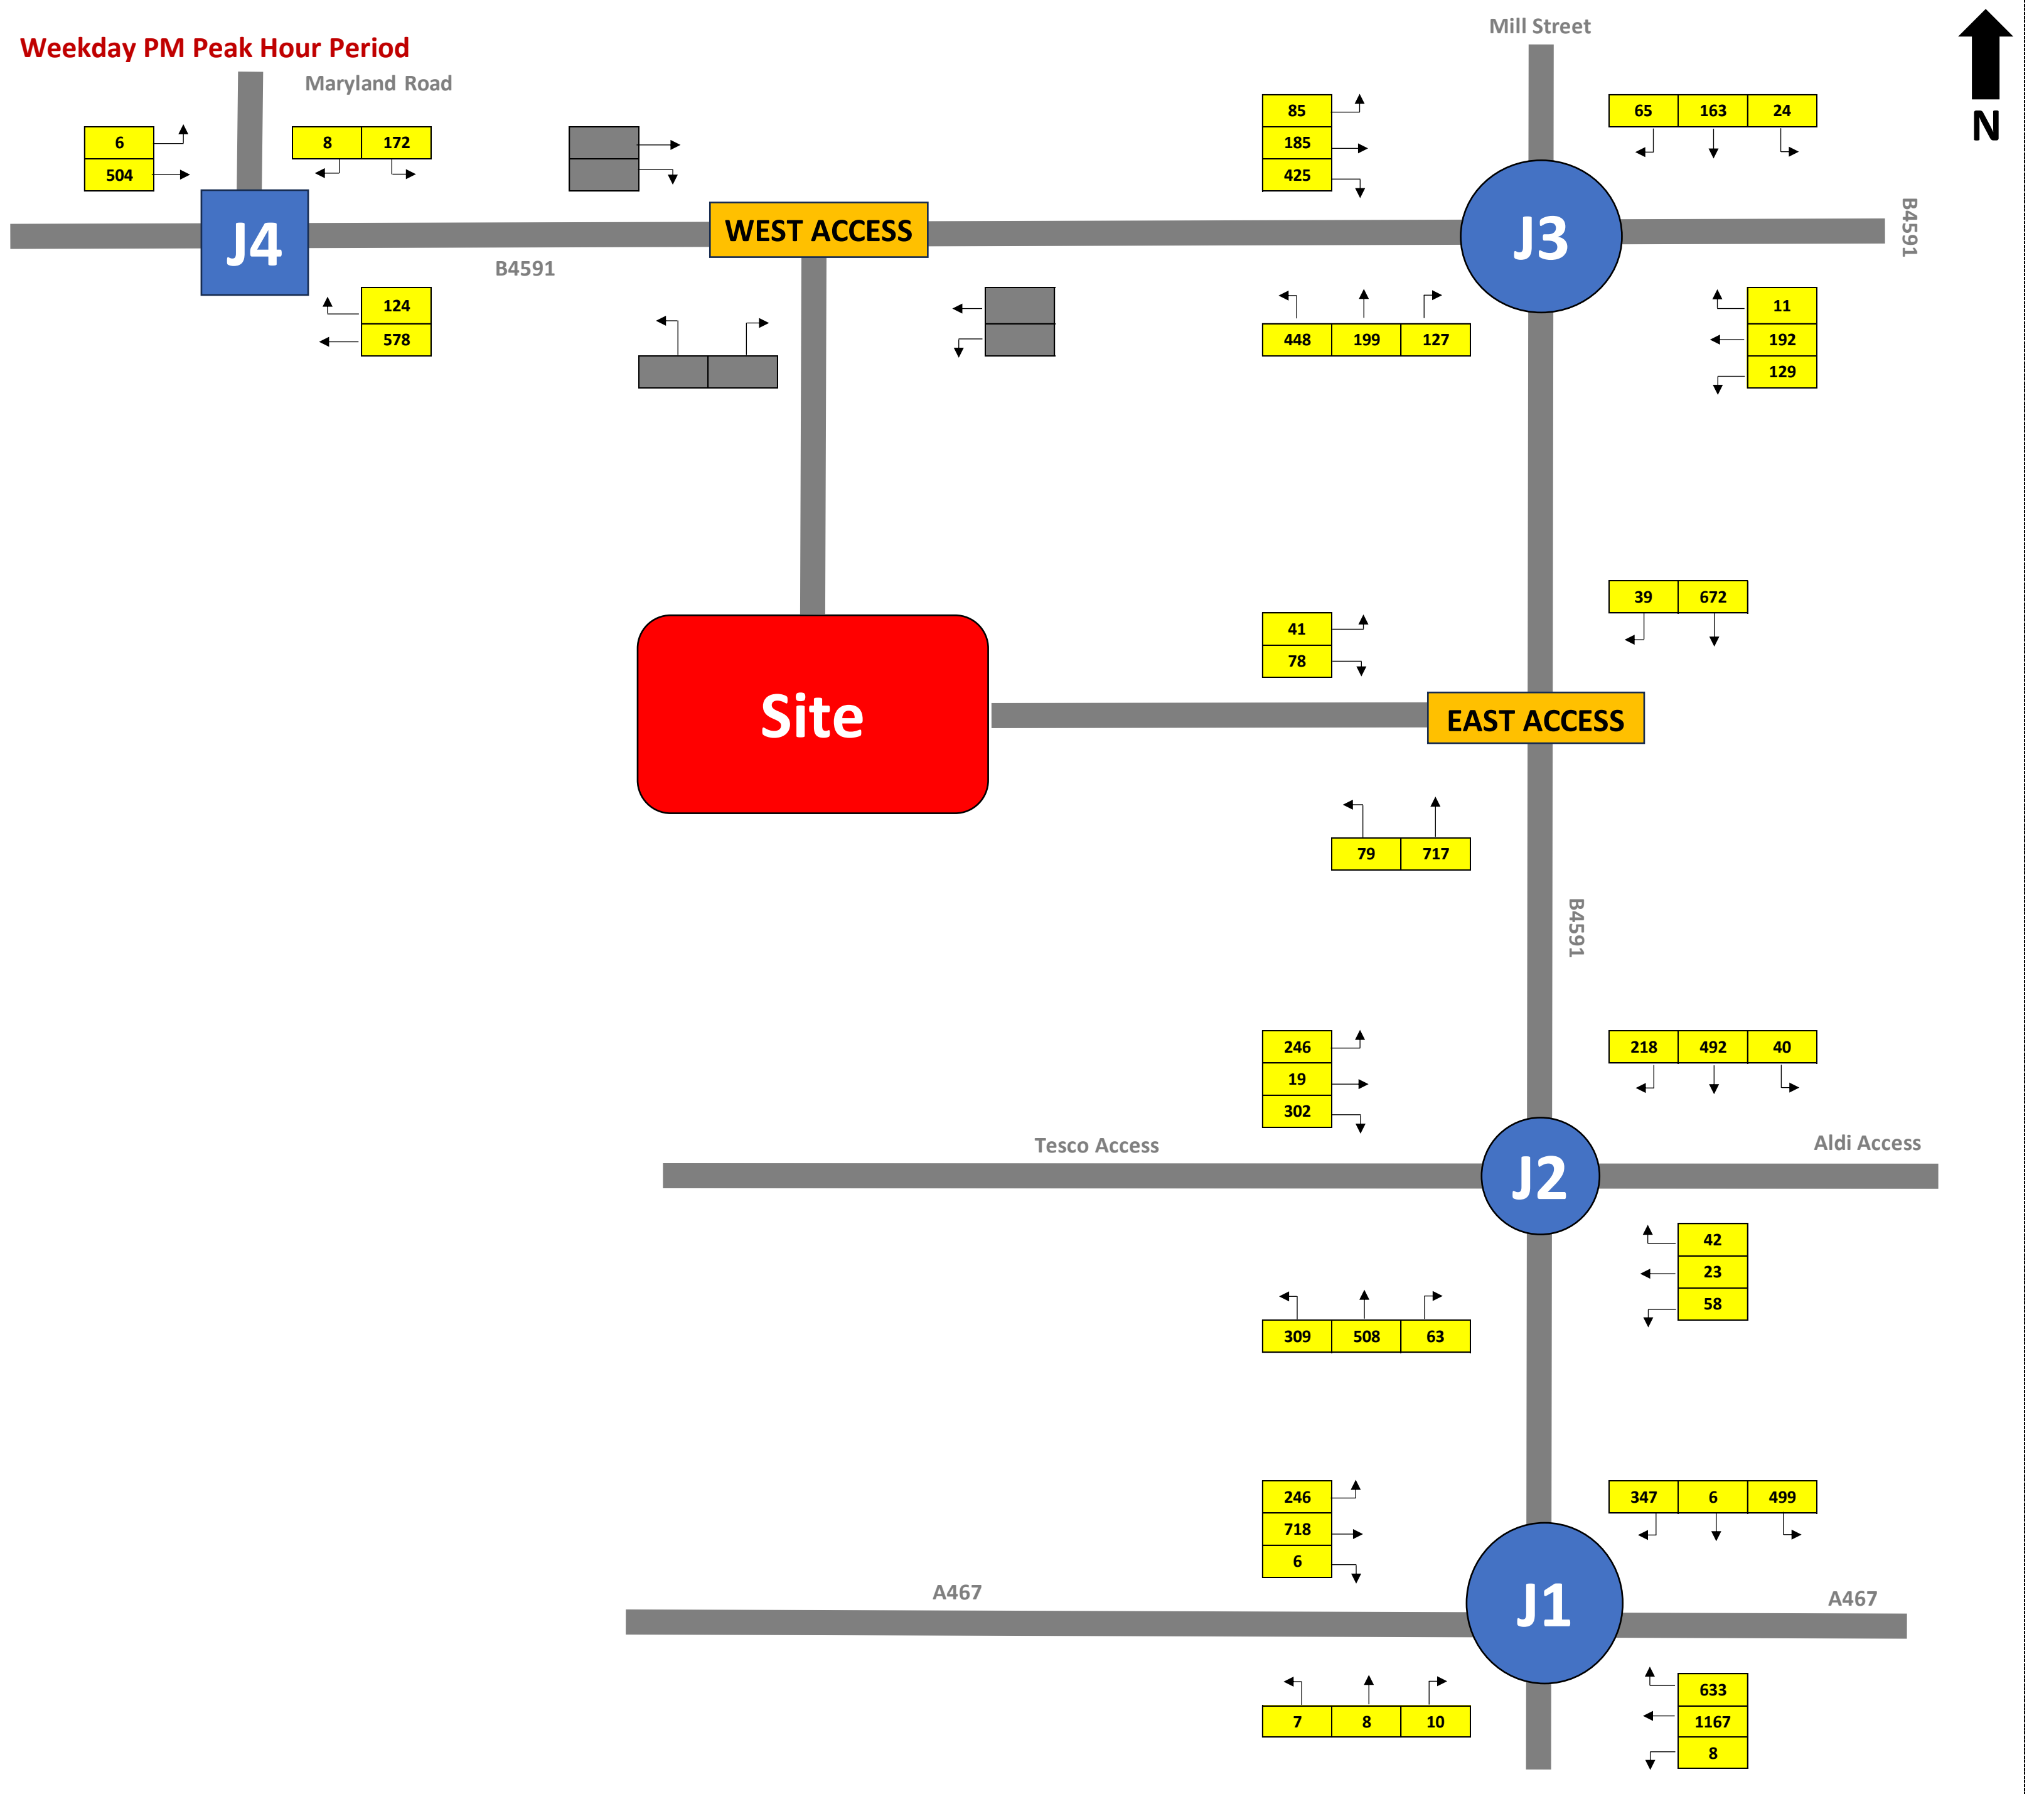 Mill Street
Weekday PM Peak Hour Period
Maryland Road
N
85
185
425
65 163 24
6
504
8 172
B4591
J4
WEST ACCESS
J3
B4591
124
578
448 199 127
11
192
129
39 672
41
78
Site
EAST ACCESS
79 717
B4591
246
19
302
218 492 40
Tesco Access
Aldi Access
J2
42
23
58
309 508 63
246
718
6
347 6 499
A467
A467
J1
633
1167
8
7 8 10